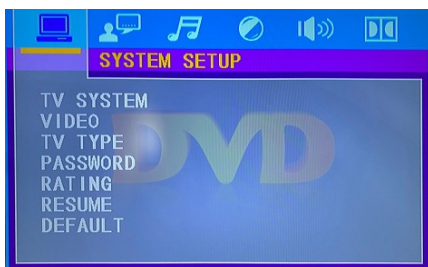 SYSTEM SETUP
TV SYSTEM
VIDEO
TV TYPE
PASSWORD
RATING
RESUME
DEFAULT
DVD